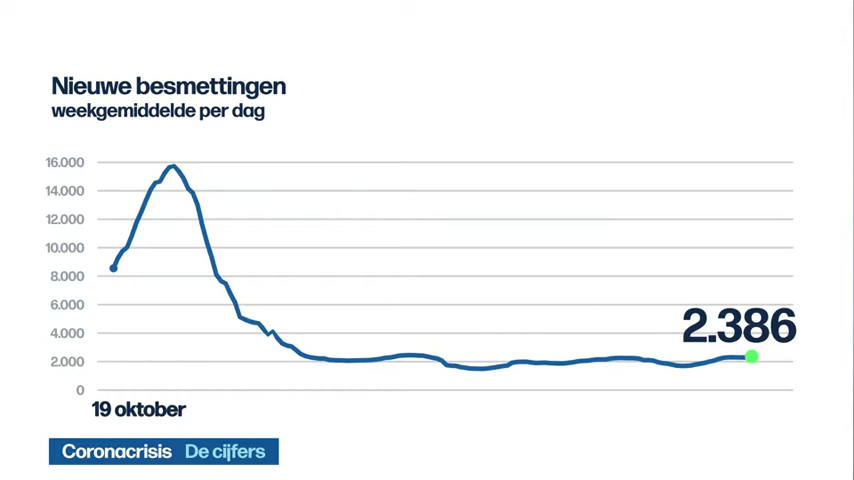 Nieuwe besmettingen
weekgemiddelde per dag
16.000
14.000
12.000
10.000
8.000
6.000
4.000
2.000
0
2.386
19 oktober
Coronacrisis De cijfers